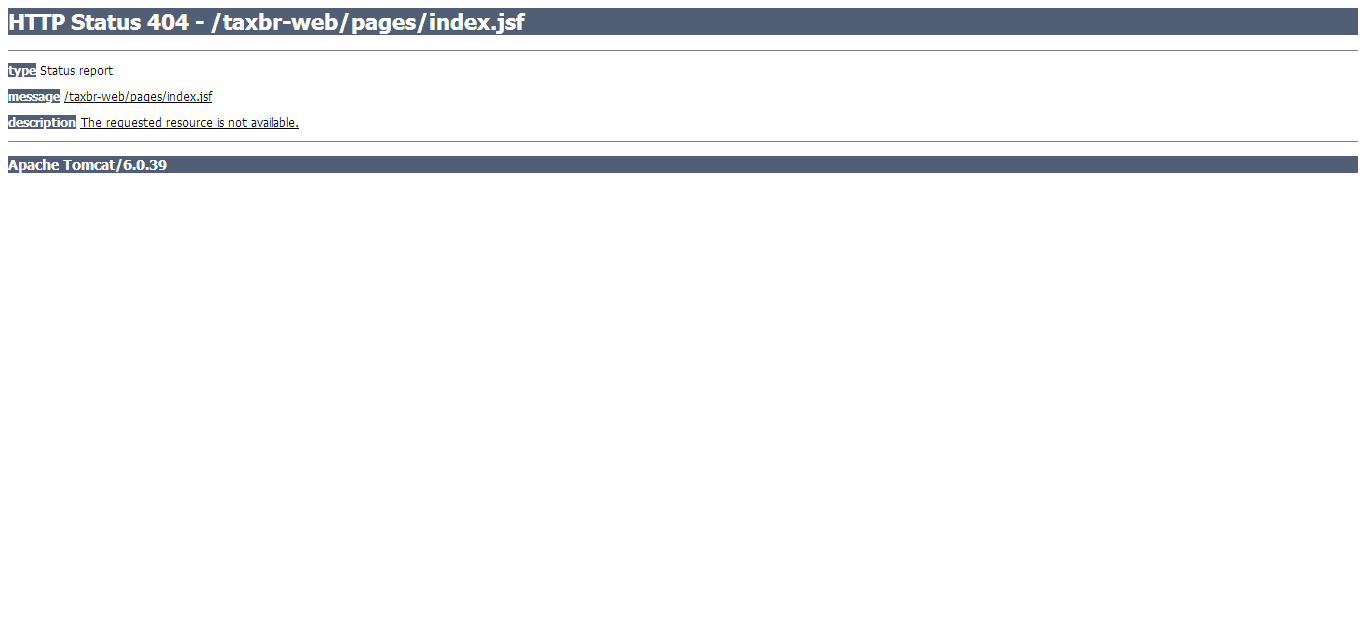 HTTP Status 404 - /taxbr-web/pages/index.jsf
type Status report
message /taxbr-web/pages/index.jsf
description The requested resource is not available.
Apache Tomcat/6.0.39